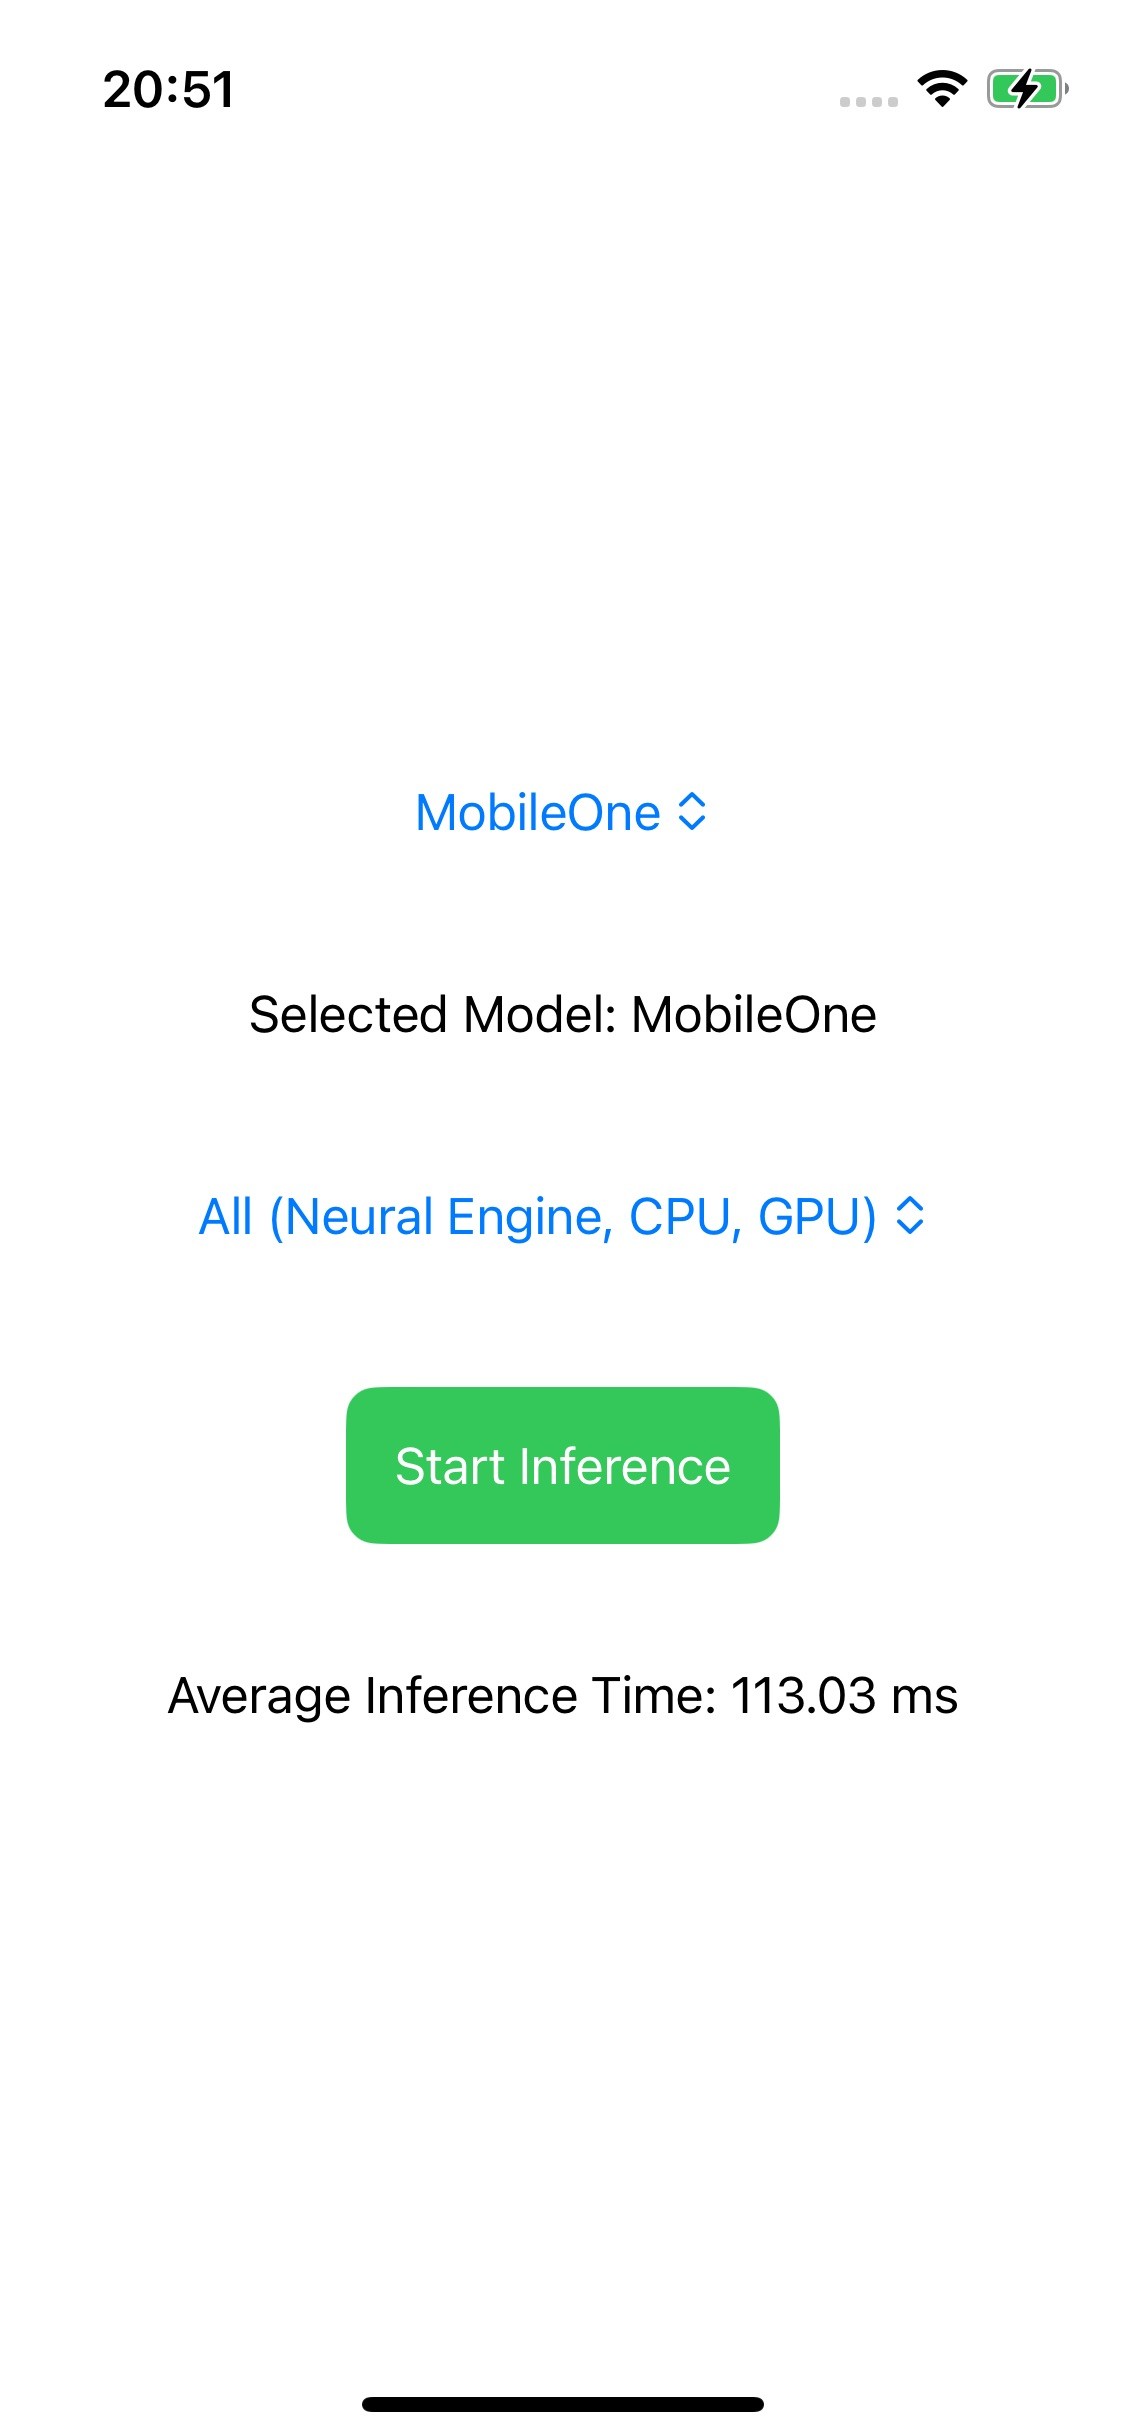 20:51
MobileOne
Selected Model: MobileOne
All (Neural Engine, CPU, GPU)
Start Inference
Average Inference Time: 113.03 ms